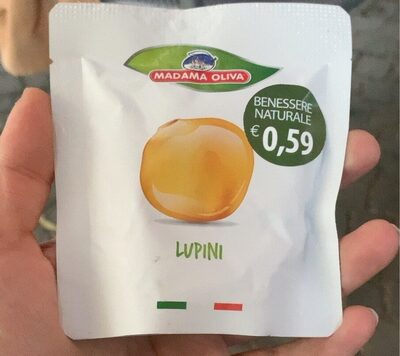 MADAMA OLIVA
BENESSERE
NATURALE
€ 0,59
LUPINI